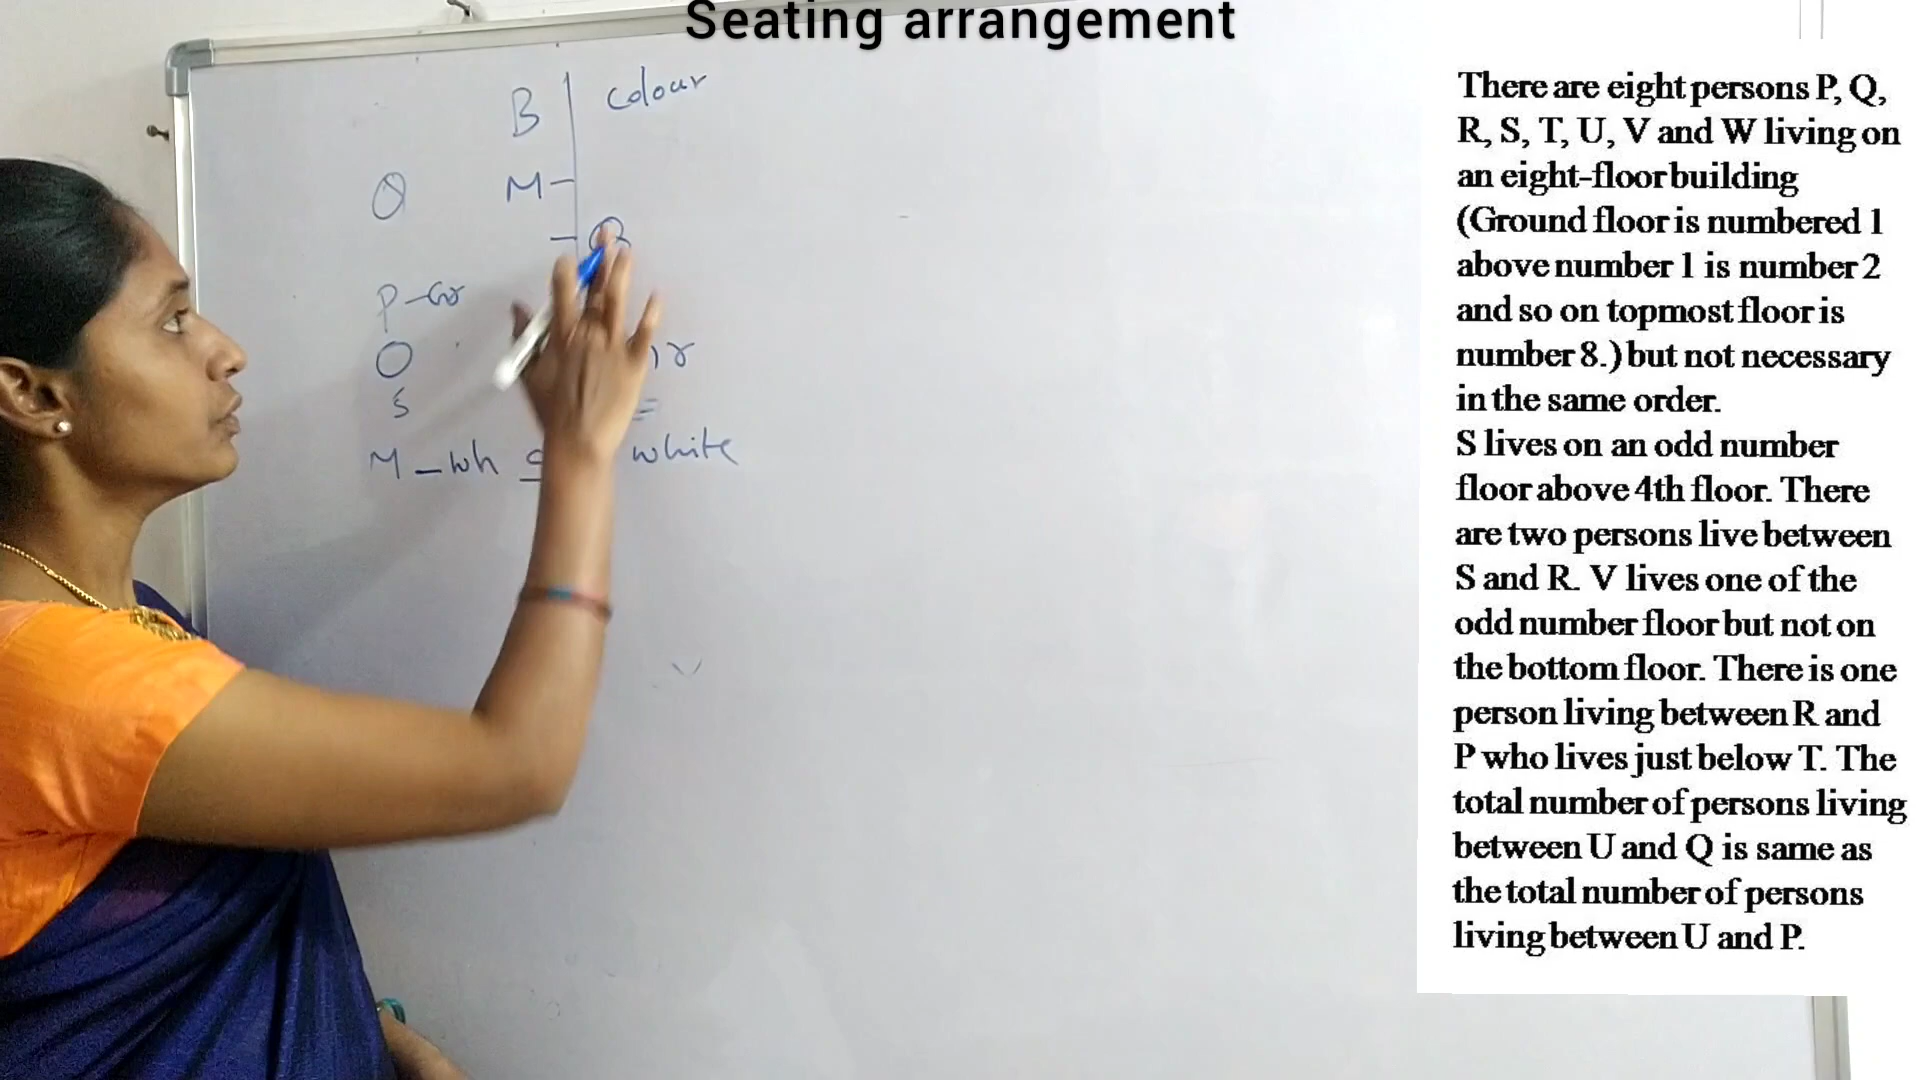 Seating arrangement
B colour
Q M-
- Q
P-Gr
O
S
M-wh S white
There are eight persons P, Q,
R, S, T, U, V and W living on
an eight-floor building
(Ground floor is numbered 1
above number 1 is number 2
and so on topmost floor is
number 8.) but not necessary
in the same order.
S lives on an odd number
floor above 4th floor. There
are two persons live between
S and R. V lives one of the
odd number floor but not on
the bottom floor. There is one
person living between R and
P who lives just below T. The
total number of persons living
between U and Q is same as
the total number of persons
living between U and P.